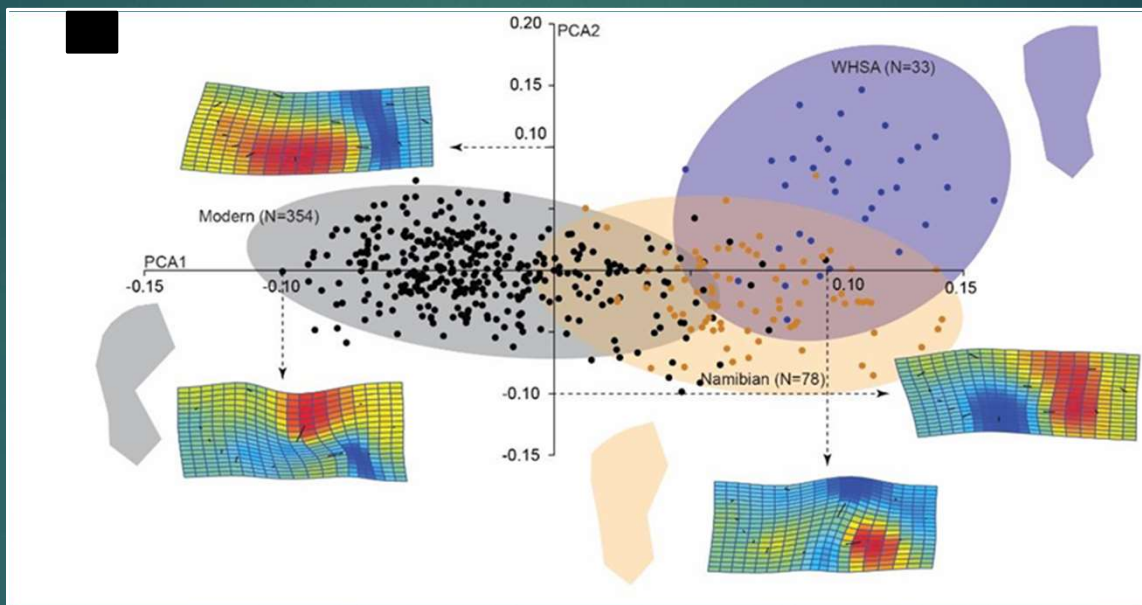 0.20
PCA2
WHSA (N=33)
0.15
0.10
Modern (N=354)
PCA1
-0.15
-0.10
0.10
0.15
Namibian (N=78)
-0.10
-0.15